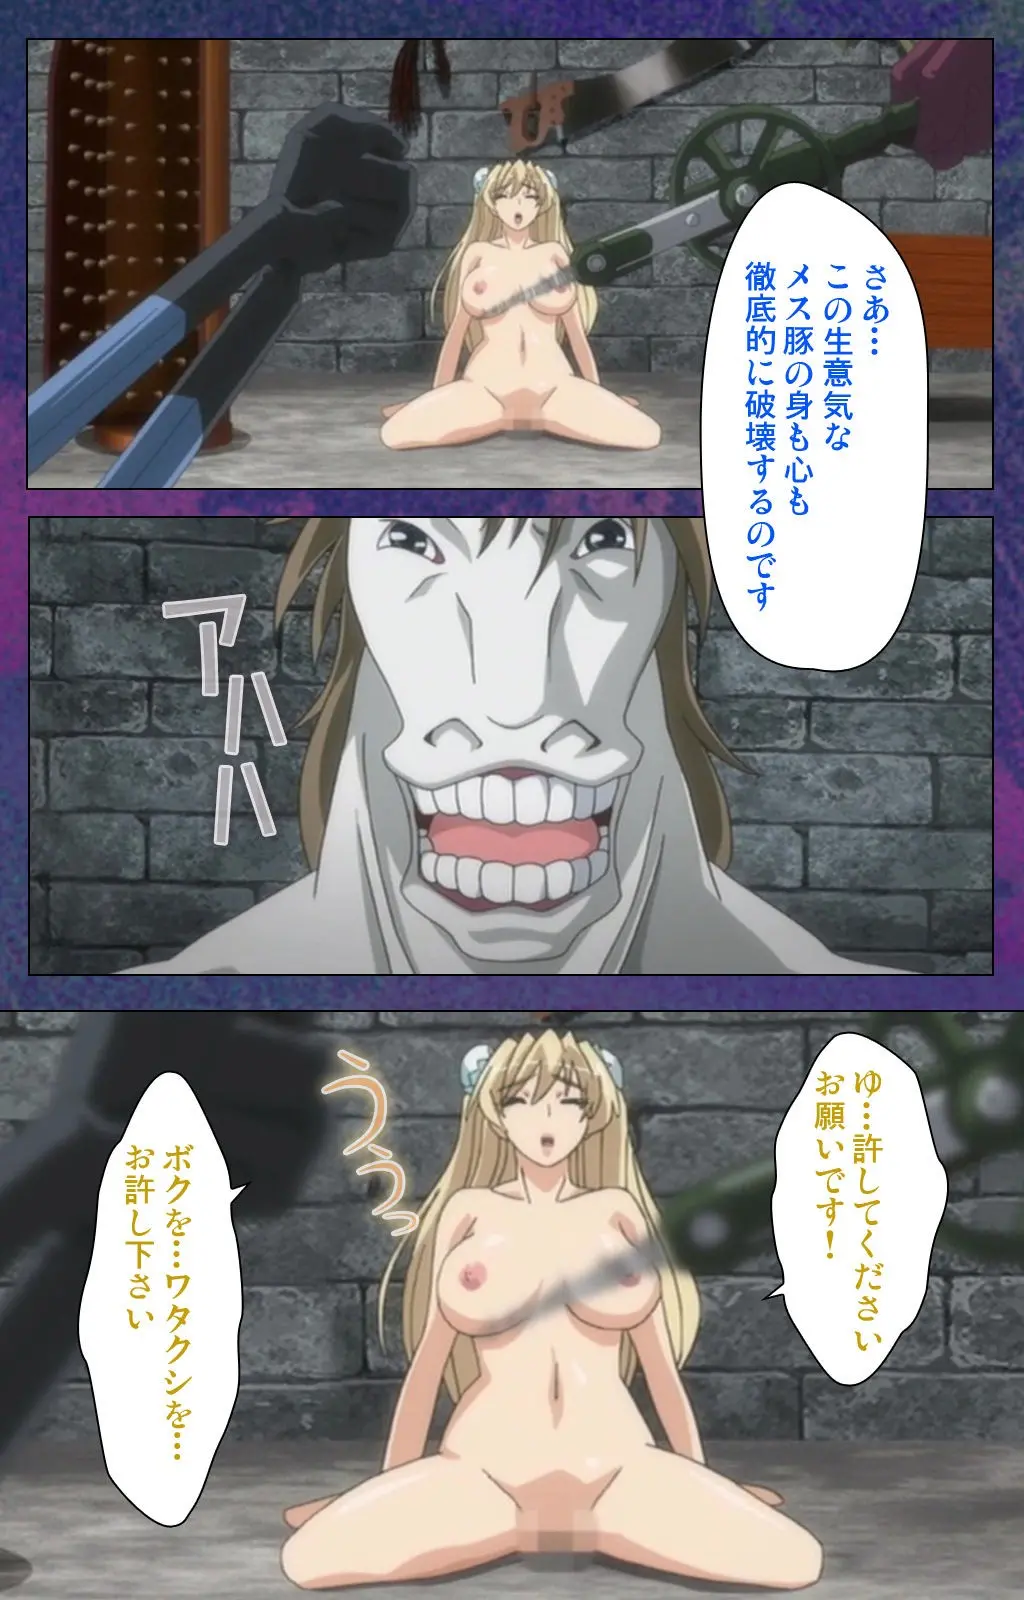 さあ…
この生意気な
メス豚の身も心も
徹底的に破壊するのです
アハハハ
ゆ…許してください
お願いです!
ううっ
ボクを…ワタクシを…
お許し下さい